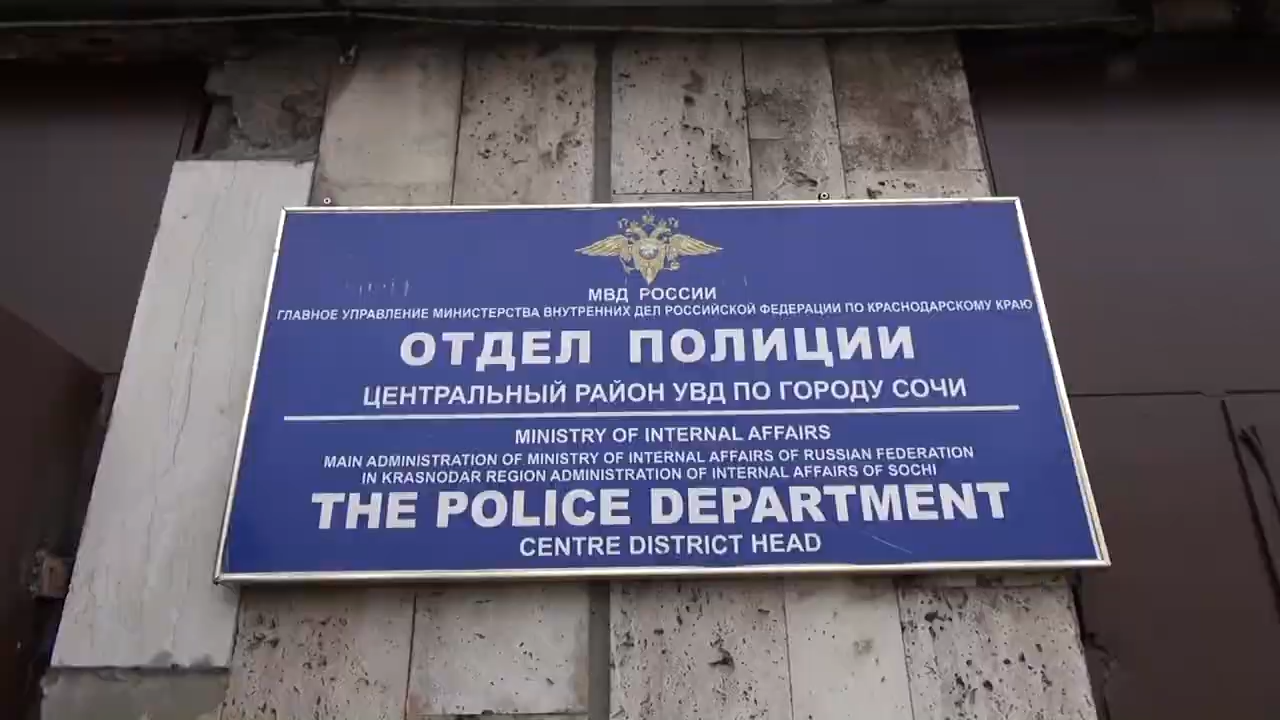 МВД РОССИИ
ГЛАВНОЕ УПРАВЛЕНИЕ МИНИСТЕРСТВА ВНУТРЕННИХ ДЕЛ РОССИЙСКОЙ ФЕДЕРАЦИИ ПО КРАСНОДАРСКОМУ КРАЮ
ОТДЕЛ ПОЛИЦИИ
ЦЕНТРАЛЬНЫЙ РАЙОН УВД ПО ГОРОДУ СОЧИ
MINISTRY OF INTERNAL AFFAIRS
MAIN ADMINISTRATION OF MINISTRY OF INTERNAL AFFAIRS OF RUSSIAN FEDERATION
IN KRASNODAR REGION ADMINISTRATION OF INTERNAL AFFAIRS OF SOCHI
THE POLICE DEPARTMENT
CENTRE DISTRICT HEAD